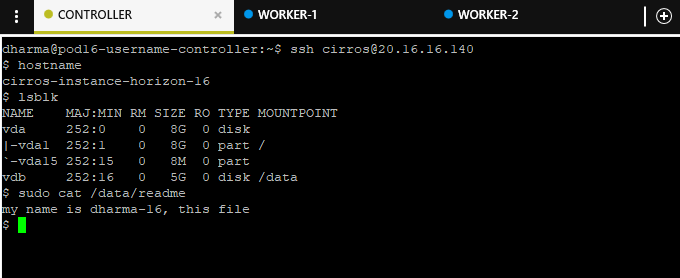 CONTROLLER × WORKER-1 WORKER-2
dharma@pod16-username-controller:~$ ssh cirros@20.16.16.140
$ hostname
cirros-instance-horizon-16
$ lsblk
NAME    MAJ:MIN RM SIZE RO TYPE MOUNTPOINT
vda     252:0    0   8G  0 disk
|-vda1  252:1    0   8G  0 part /
`-vda15 252:15   0   8M  0 part
vdb     252:16   0   5G  0 disk /data
$ sudo cat /data/readme
my name is dharma-16, this file
$